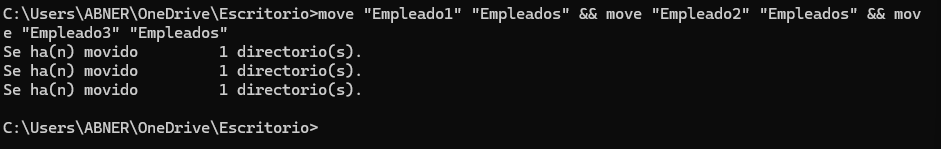 C:\Users\ABNER\OneDrive\Escritorio>move "Empleado1" "Empleados" && move "Empleado2" "Empleados" && mov
e "Empleado3" "Empleados"
Se ha(n) movido         1 directorio(s).
Se ha(n) movido         1 directorio(s).
Se ha(n) movido         1 directorio(s).
C:\Users\ABNER\OneDrive\Escritorio>